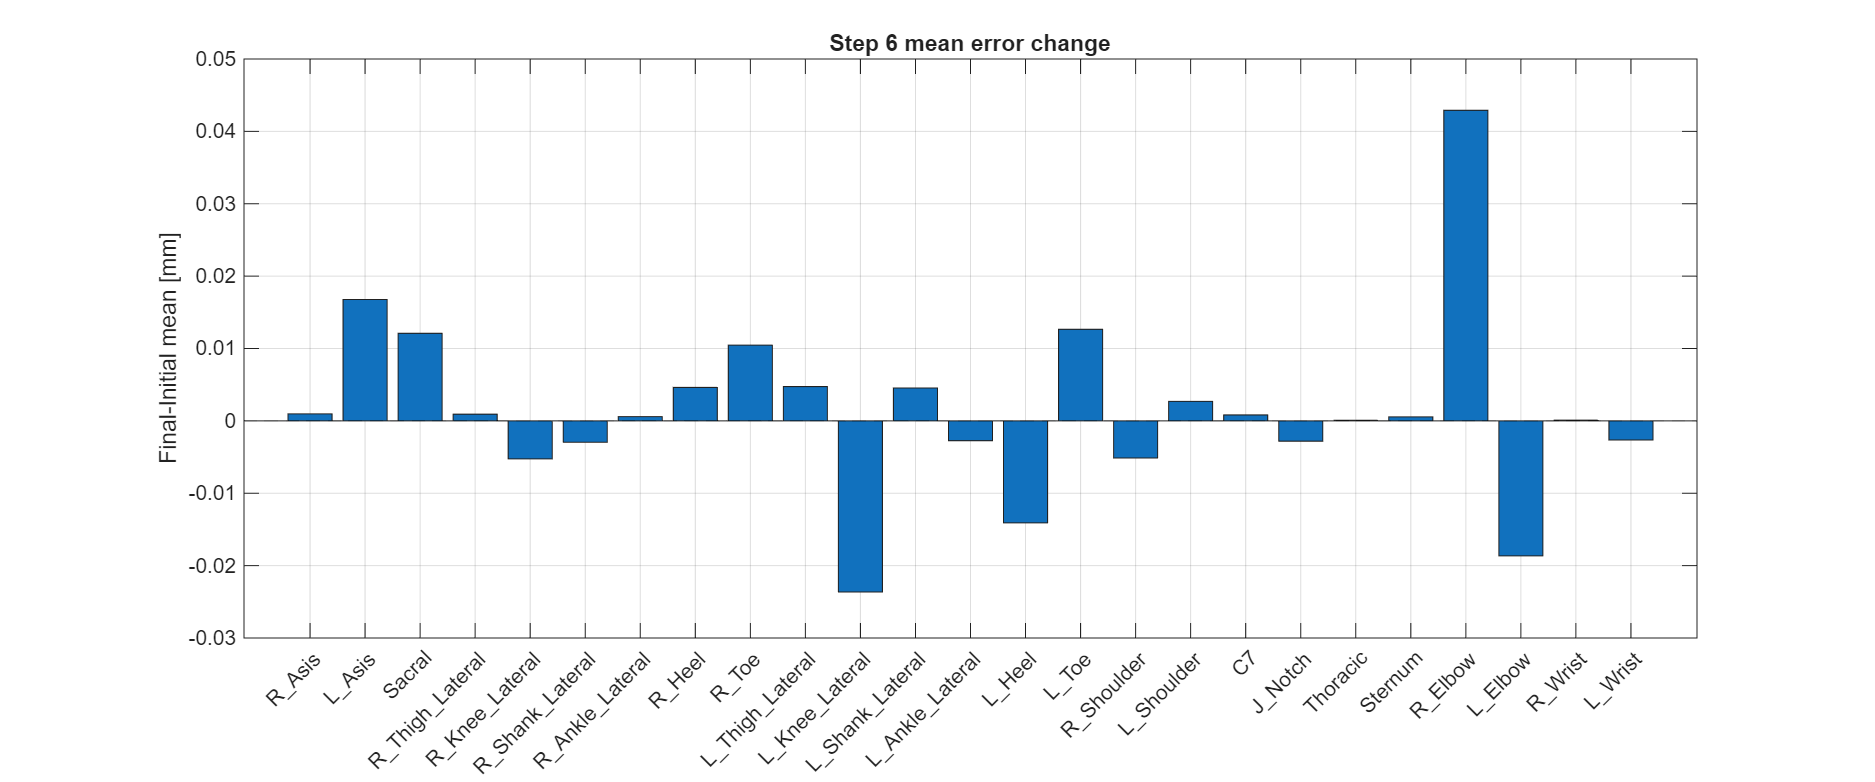 Step 6 mean error change
Final-Initial mean [mm]
0.05
0.04
0.03
0.02
0.01
0
-0.01
-0.02
-0.03
R_Asis
L_Asis
Sacral
R_Thigh_Lateral
R_Knee_Lateral
R_Shank_Lateral
R_Ankle_Lateral
R_Heel
R_Toe
L_Thigh_Lateral
L_Knee_Lateral
L_Shank_Lateral
L_Ankle_Lateral
L_Heel
L_Toe
R_Shoulder
L_Shoulder
C7
J_Notch
Thoracic
Sternum
R_Elbow
L_Elbow
R_Wrist
L_Wrist